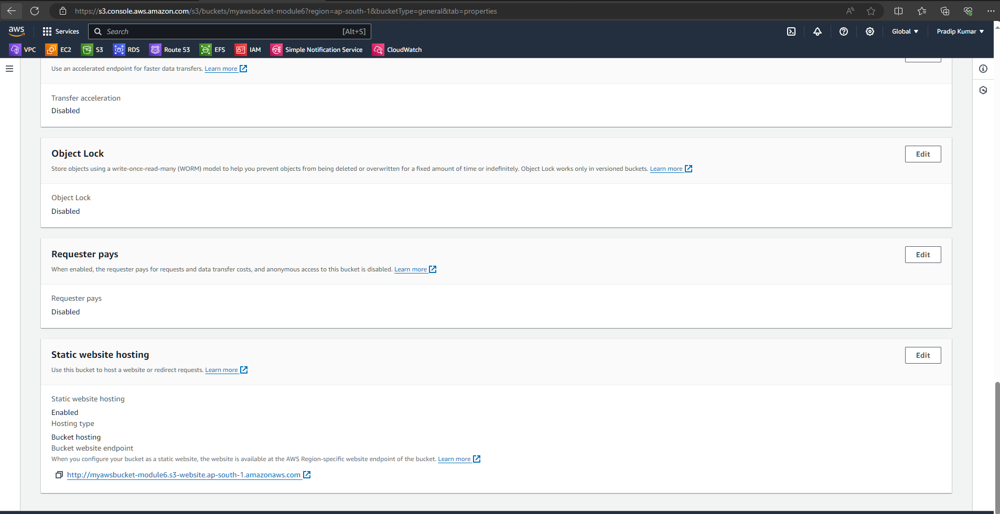 https://s3.console.aws.amazon.com/s3/buckets/myawsbucket-module6?region=ap-south-1&bucketType=general&tab=properties
aws Services Search [Alt+S] Global Pradip Kumar
VPC EC2 S3 RDS Route 53 EFS IAM Simple Notification Service CloudWatch
Use an accelerated endpoint for faster data transfers. Learn more
Transfer acceleration
Disabled
Object Lock Edit
Store objects using a write-once-read-many (WORM) model to help you prevent objects from being deleted or overwritten for a fixed amount of time or indefinitely. Object Lock works only in versioned buckets. Learn more
Object Lock
Disabled
Requester pays Edit
When enabled, the requester pays for requests and data transfer costs, and anonymous access to this bucket is disabled. Learn more
Requester pays
Disabled
Static website hosting Edit
Use this bucket to host a website or redirect requests. Learn more
Static website hosting
Enabled
Hosting type
Bucket hosting
Bucket website endpoint
When you configure your bucket as a static website, the website is available at the AWS Region-specific website endpoint of the bucket. Learn more
http://myawsbucket-module6.s3-website.ap-south-1.amazonaws.com